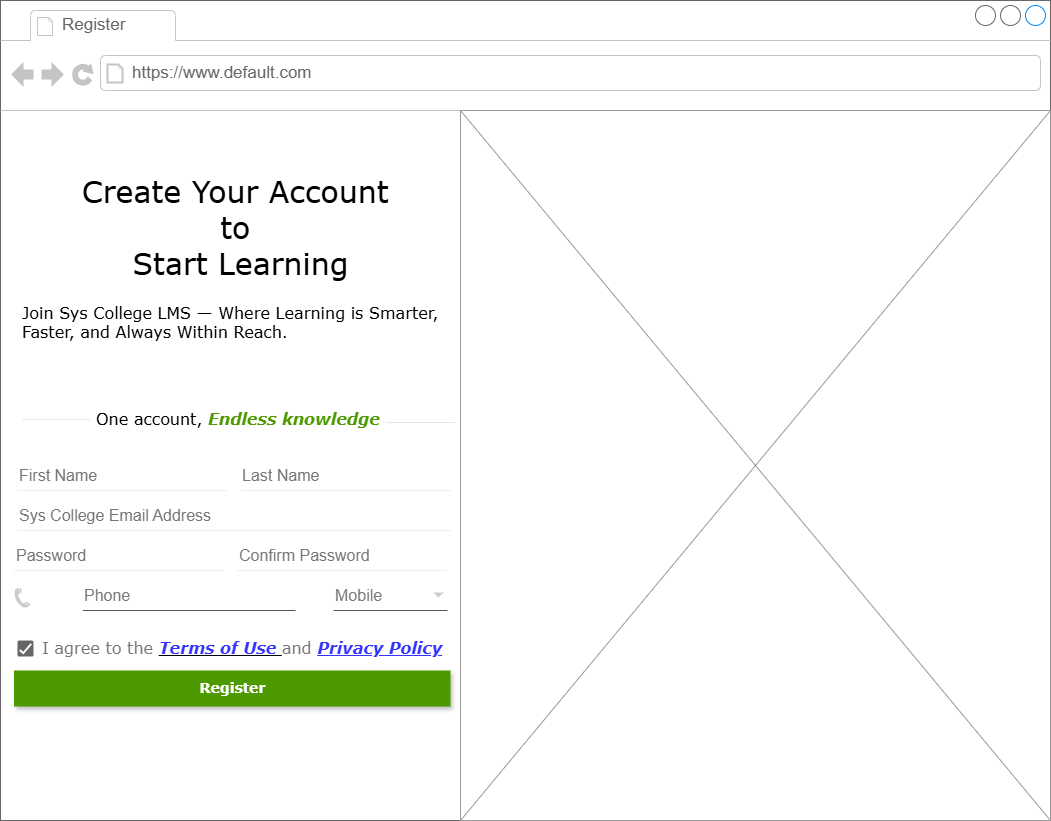 Register
https://www.default.com
Create Your Account
to
Start Learning
Join Sys College LMS — Where Learning is Smarter,
Faster, and Always Within Reach.
One account, Endless knowledge
First Name Last Name
Sys College Email Address
Password Confirm Password
Phone Mobile
I agree to the Terms of Use and Privacy Policy
Register